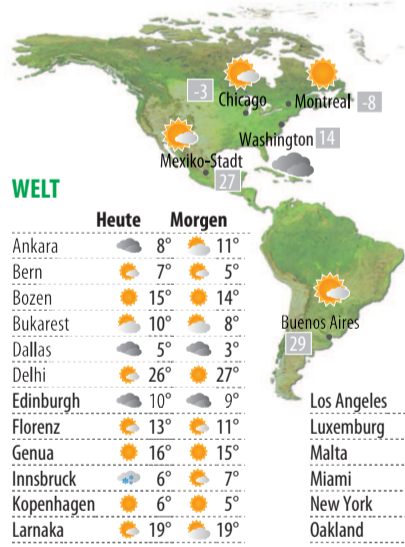 -3
Chicago
Montreal -8
Washington 14
Mexiko-Stadt
27
WELT
Heute Morgen
Ankara 8° 11°
Bern 7° 5°
Bozen 15° 14°
Bukarest 10° 8°
Dallas 5° 3°
Delhi 26° 27°
Edinburgh 10° 9°
Florenz 13° 11°
Genua 16° 15°
Innsbruck 6° 7°
Kopenhagen 6° 5°
Larnaka 19° 19°
Buenos Aires
29
Los Angeles
Luxemburg
Malta
Miami
New York
Oakland